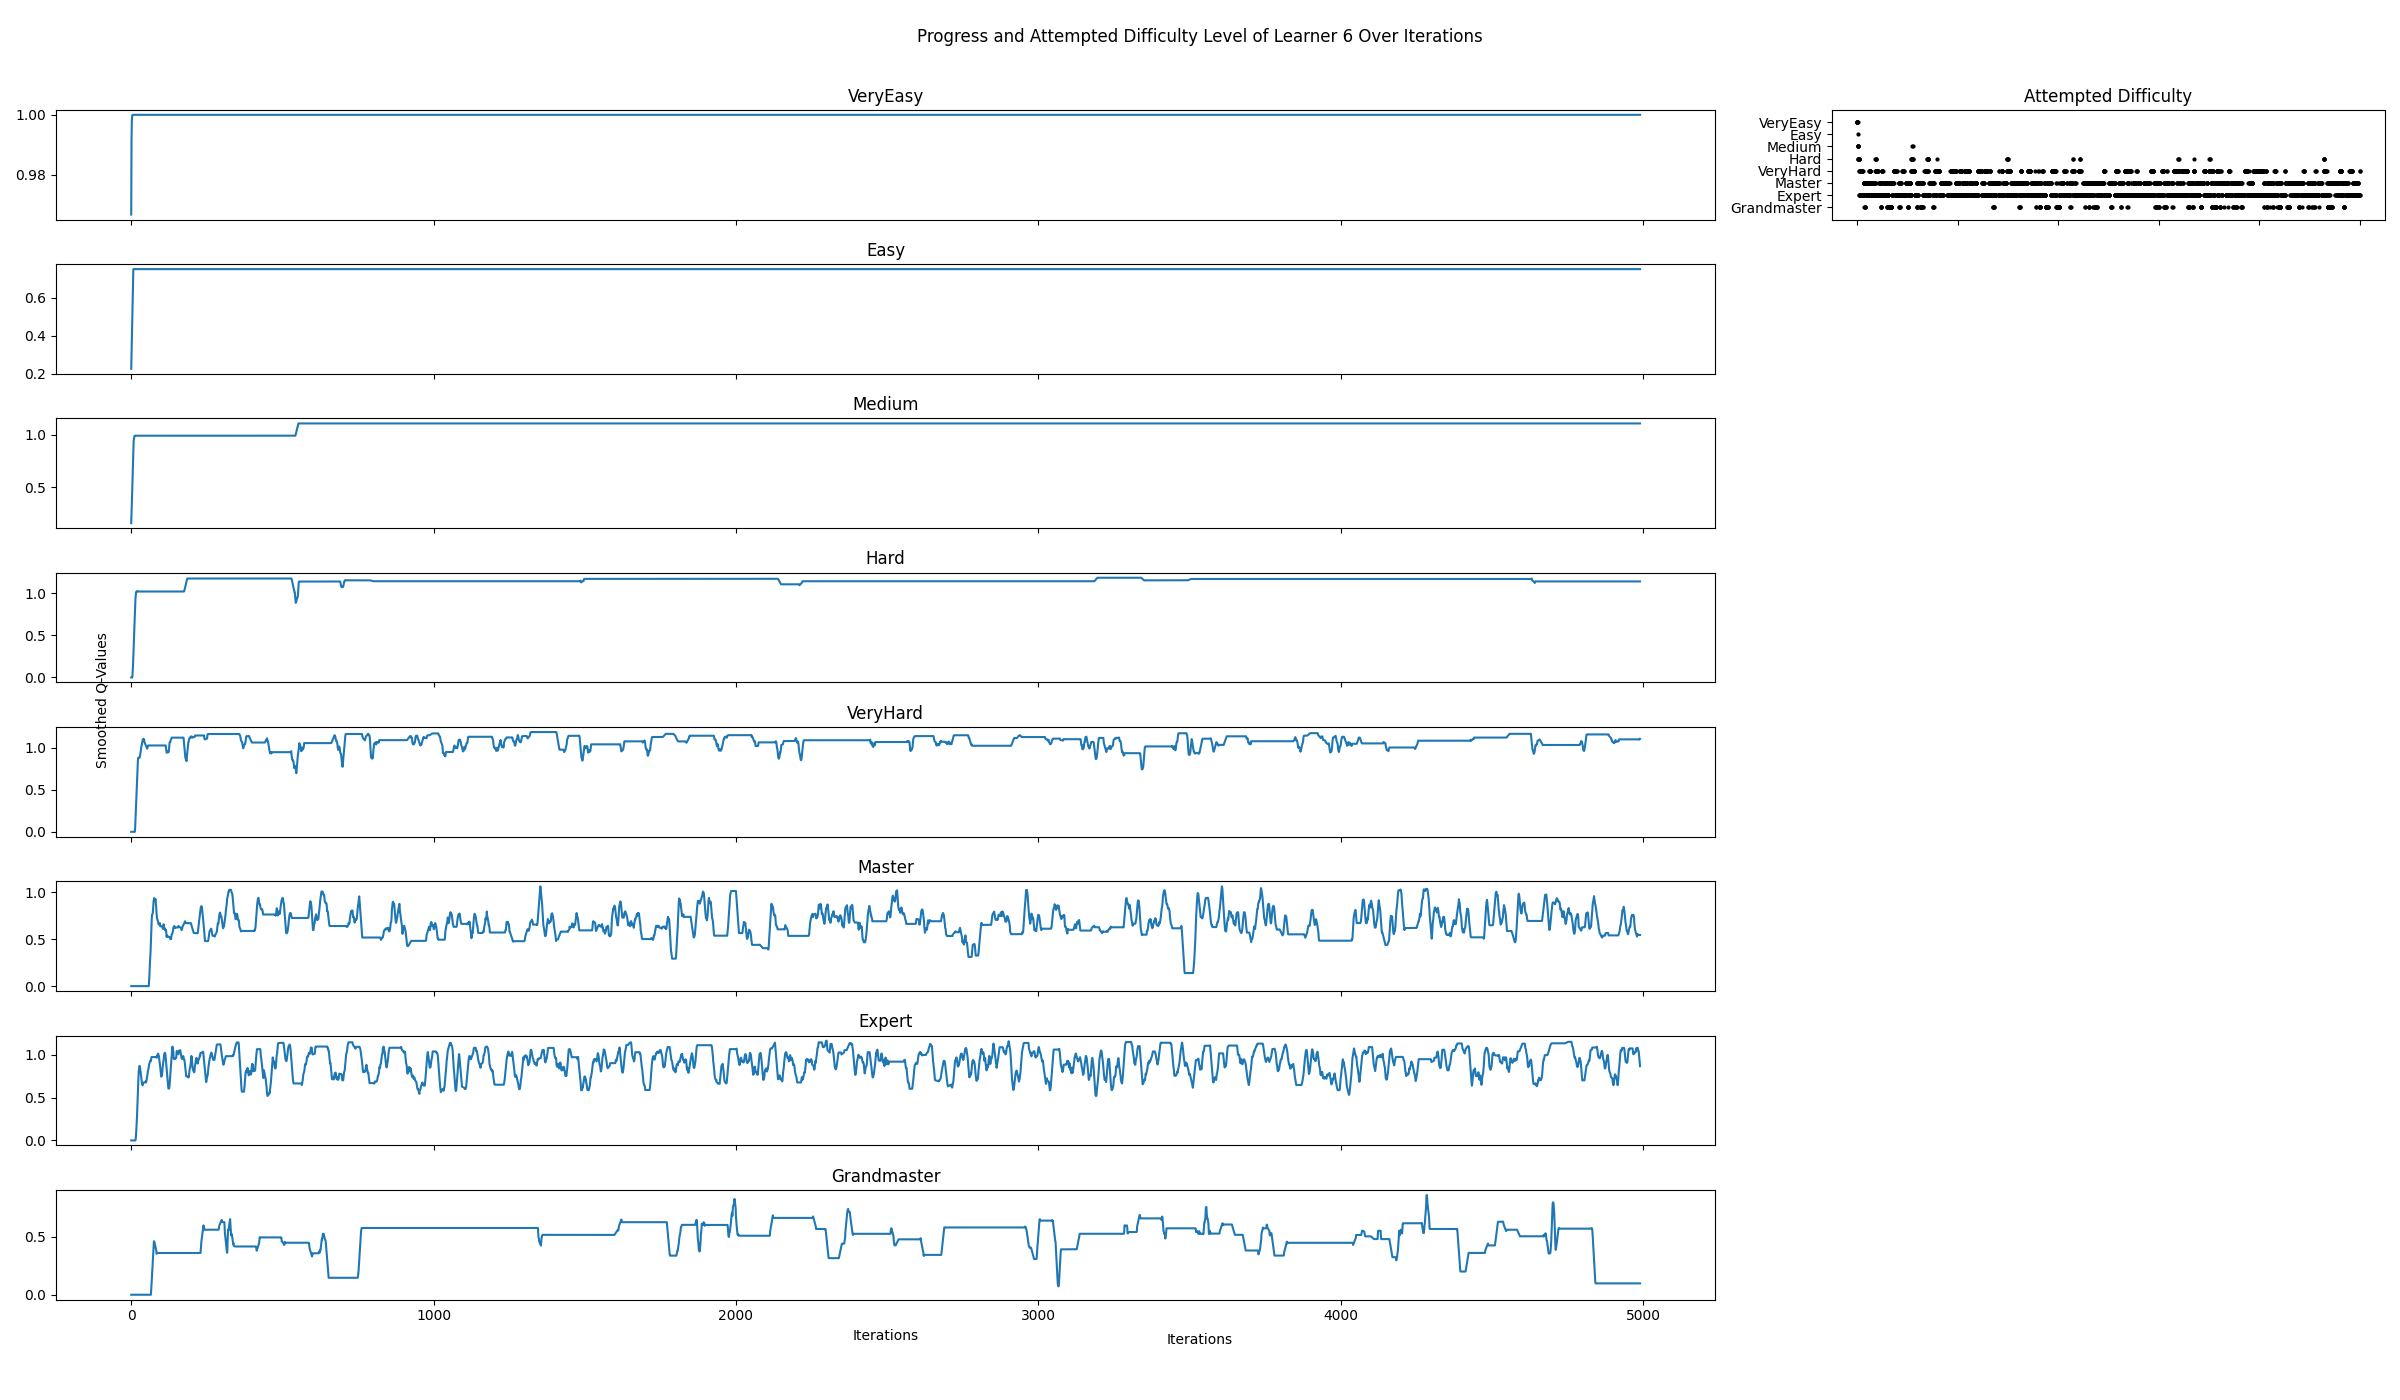 Progress and Attempted Difficulty Level of Learner 6 Over Iterations
VeryEasy
1.00
0.98
Attempted Difficulty
VeryEasy
Easy
Medium
Hard
VeryHard
Master
Expert
Grandmaster
Easy
0.6
0.4
0.2
Medium
1.0
0.5
Hard
1.0
0.5
0.0
Smoothed Q-Values
VeryHard
1.0
0.5
0.0
Master
1.0
0.5
0.0
Expert
1.0
0.5
0.0
Grandmaster
0.5
0.0
0 1000 2000 3000 4000 5000
Iterations
Iterations